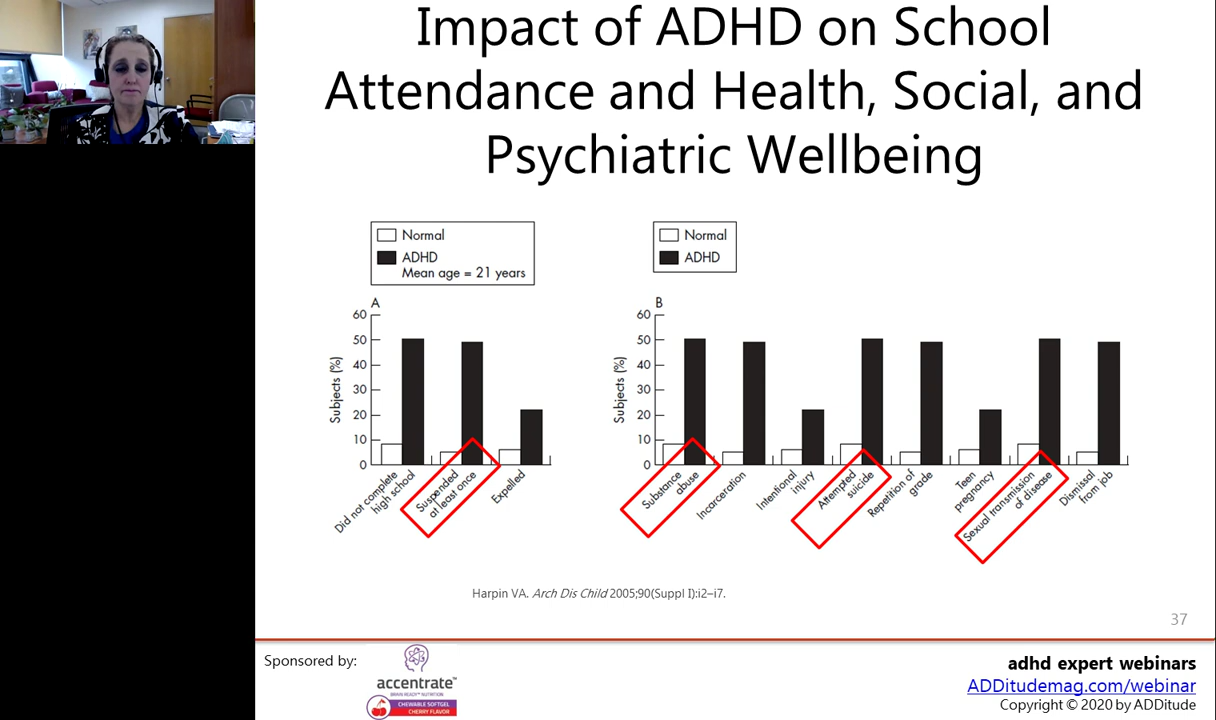 Impact of ADHD on School
Attendance and Health, Social, and
Psychiatric Wellbeing
Normal
ADHD
Mean age = 21 years
A
60
50
40
30
20
10
0
Subjects (%)
Did not complete
high school
Suspended
at least once
Expelled
Normal
ADHD
B
60
50
40
30
20
10
0
Subjects (%)
Substance
abuse
Incarceration
Intentional
injury
Attempted
suicide
Repetition of
grade
Teen
pregnancy
Sexual transmission
of disease
Dismissal
from job
Harpin VA. Arch Dis Child 2005;90(Suppl I):i2–i7.
37
Sponsored by:
accentrate™
BRAIN READY™ NUTRITION
CHEWABLE SOFTGEL
CHERRY FLAVOR
adhd expert webinars
ADDitudemag.com/webinar
Copyright © 2020 by ADDitude